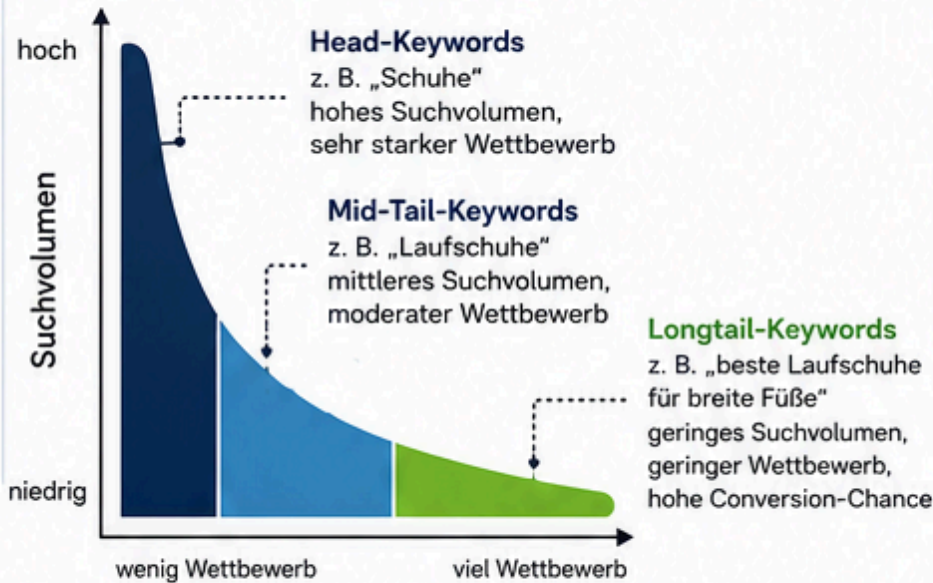 hoch
Head-Keywords
z. B. „Schuhe“
hohes Suchvolumen,
sehr starker Wettbewerb
Suchvolumen
Mid-Tail-Keywords
z. B. „Laufschuhe“
mittleres Suchvolumen,
moderater Wettbewerb
Longtail-Keywords
z. B. „beste Laufschuhe
für breite Füße“
geringes Suchvolumen,
geringer Wettbewerb,
hohe Conversion-Chance
niedrig
wenig Wettbewerb
viel Wettbewerb